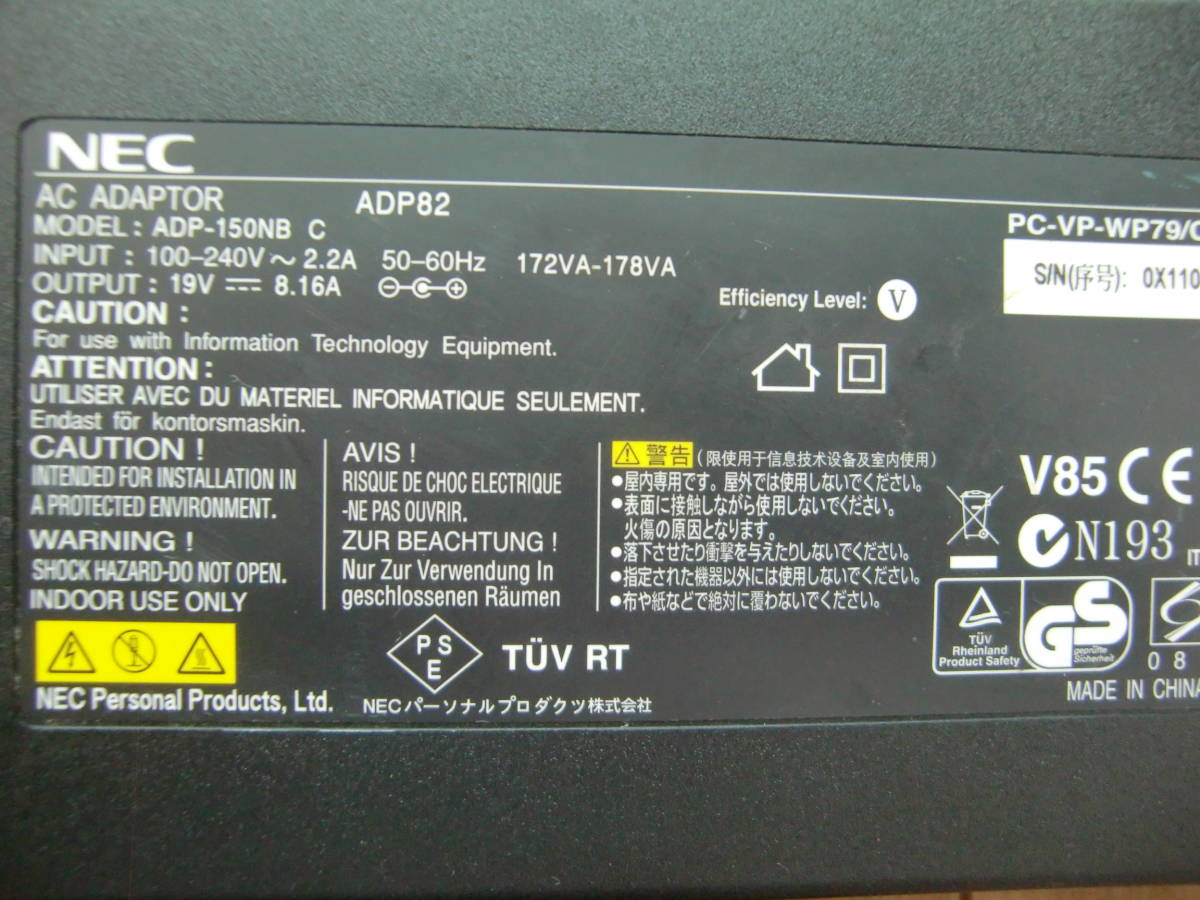 NEC
AC ADAPTOR ADP82
MODEL : ADP-150NB C
INPUT : 100-240V ~ 2.2A 50-60Hz 172VA-178VA
OUTPUT : 19V ⎓ 8.16A
PC-VP-WP79/
S/N(序号): 0X110
Efficiency Level: V
CAUTION :
For use with Information Technology Equipment.
ATTENTION :
UTILISER AVEC DU MATERIEL INFORMATIQUE SEULEMENT.
Endast för kontorsmaskin.
CAUTION !
INTENDED FOR INSTALLATION IN
A PROTECTED ENVIRONMENT.
WARNING !
SHOCK HAZARD-DO NOT OPEN.
INDOOR USE ONLY
AVIS !
RISQUE DE CHOC ELECTRIQUE
-NE PAS OUVRIR.
ZUR BEACHTUNG !
Nur Zur Verwendung In
geschlossenen Räumen
警告 (限使用于信息技术设备及室内使用)
●屋内専用です。屋外では使用しないでください。
●表面に接触しながら使用しないでください。
火傷の原因となります。
●落下させたり衝撃を与えたりしないでください。
●指定された機器以外には使用しないでください。
●布や紙などで絶対に覆わないでください。
V85 CE
N193
TÜV
Rheinland
Product Safety
GS
geprüfte
Sicherheit
0 8
MADE IN CHINA
PS
E
TÜV RT
NEC Personal Products, Ltd.
NECパーソナルプロダクツ株式会社